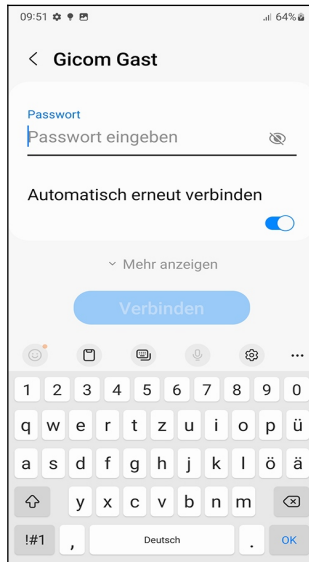 09:51
64%
Gicom Gast
Passwort
Passwort eingeben
Automatisch erneut verbinden
Mehr anzeigen
Verbinden
1 2 3 4 5 6 7 8 9 0
q w e r t z u i o p ü
a s d f g h j k l ö ä
y x c v b n m
!#1 , Deutsch . OK